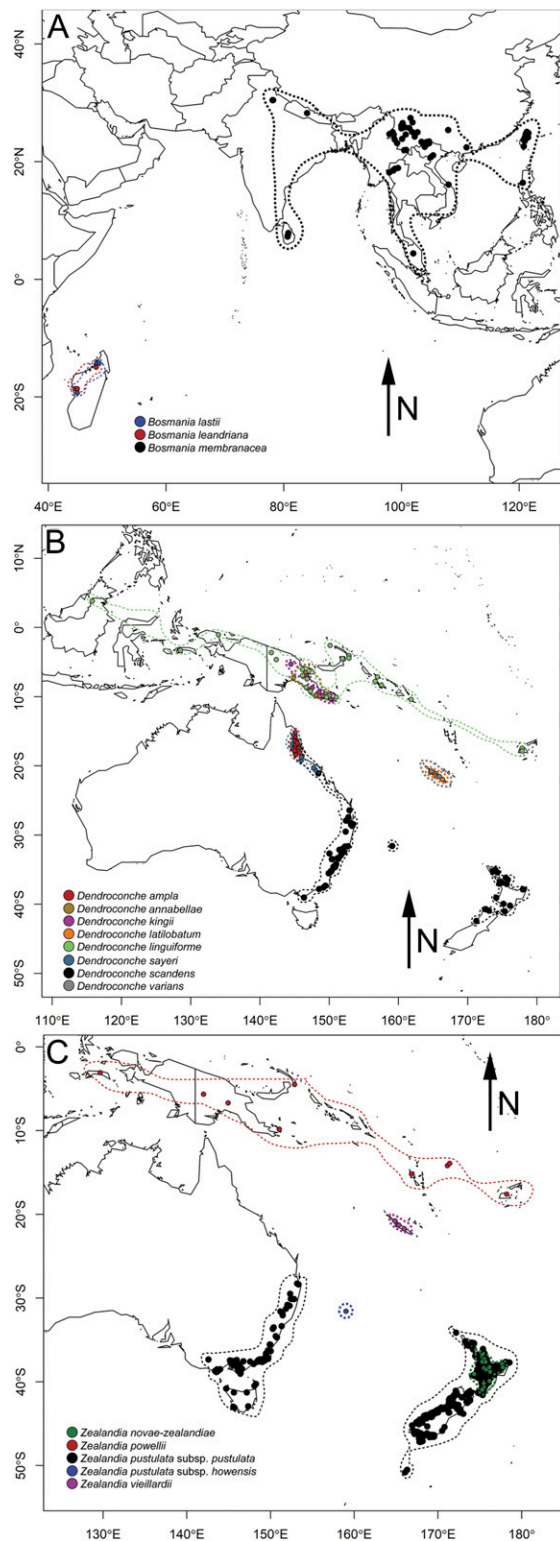 A
40°N
20°N
0°
20°S
N
Bosmania lastii
Bosmania leandriana
Bosmania membranacea
40°E 60°E 80°E 100°E 120°E
B
10°N
0°
10°S
20°S
30°S
40°S
50°S
Dendroconche ampla
Dendroconche annabellae
Dendroconche kingii
Dendroconche latilobatum
Dendroconche linguiforme
Dendroconche sayeri
Dendroconche scandens
Dendroconche varians
N
110°E 120°E 130°E 140°E 150°E 160°E 170°E 180°
C
0°
10°S
20°S
30°S
40°S
50°S
N
Zealandia novae-zealandiae
Zealandia powellii
Zealandia pustulata subsp. pustulata
Zealandia pustulata subsp. howensis
Zealandia vieillardii
130°E 140°E 150°E 160°E 170°E 180°